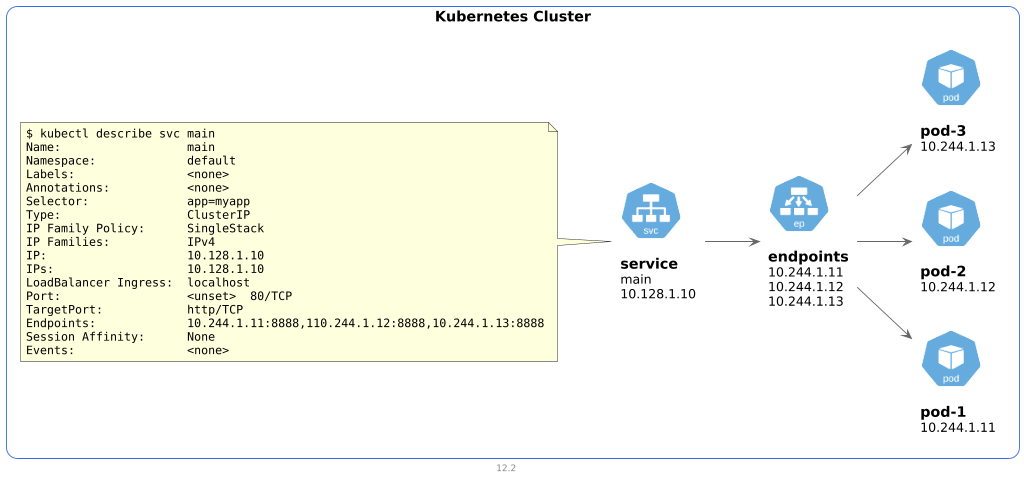 Kubernetes Cluster
$ kubectl describe svc main
Name:                   main
Namespace:              default
Labels:                 <none>
Annotations:            <none>
Selector:               app=myapp
Type:                   ClusterIP
IP Family Policy:       SingleStack
IP Families:            IPv4
IP:                     10.128.1.10
IPs:                    10.128.1.10
LoadBalancer Ingress:   localhost
Port:                   <unset>  80/TCP
TargetPort:             http/TCP
Endpoints:              10.244.1.11:8888,110.244.1.12:8888,10.244.1.13:8888
Session Affinity:       None
Events:                 <none>
svc
service
main
10.128.1.10
ep
endpoints
10.244.1.11
10.244.1.12
10.244.1.13
pod
pod-3
10.244.1.13
pod
pod-2
10.244.1.12
pod
pod-1
10.244.1.11
12.2